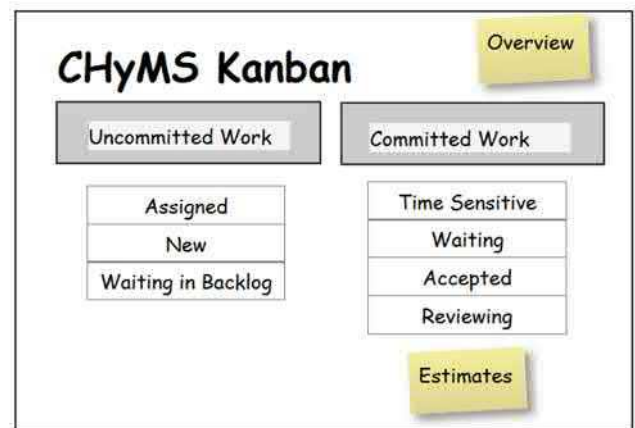 Overview
CHyMS Kanban
Uncommitted Work
Committed Work
Assigned
New
Waiting in Backlog
Time Sensitive
Waiting
Accepted
Reviewing
Estimates